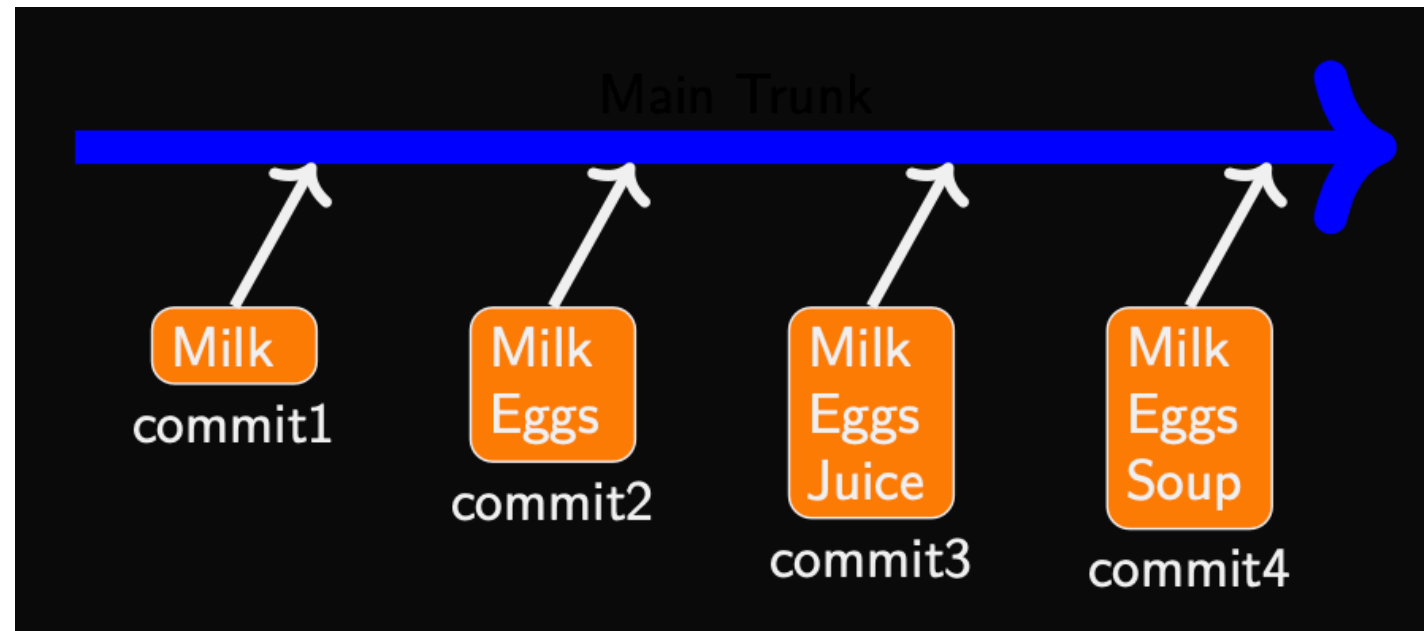 Main Trunk
Milk
commit1
Milk
Eggs
commit2
Milk
Eggs
Juice
commit3
Milk
Eggs
Soup
commit4